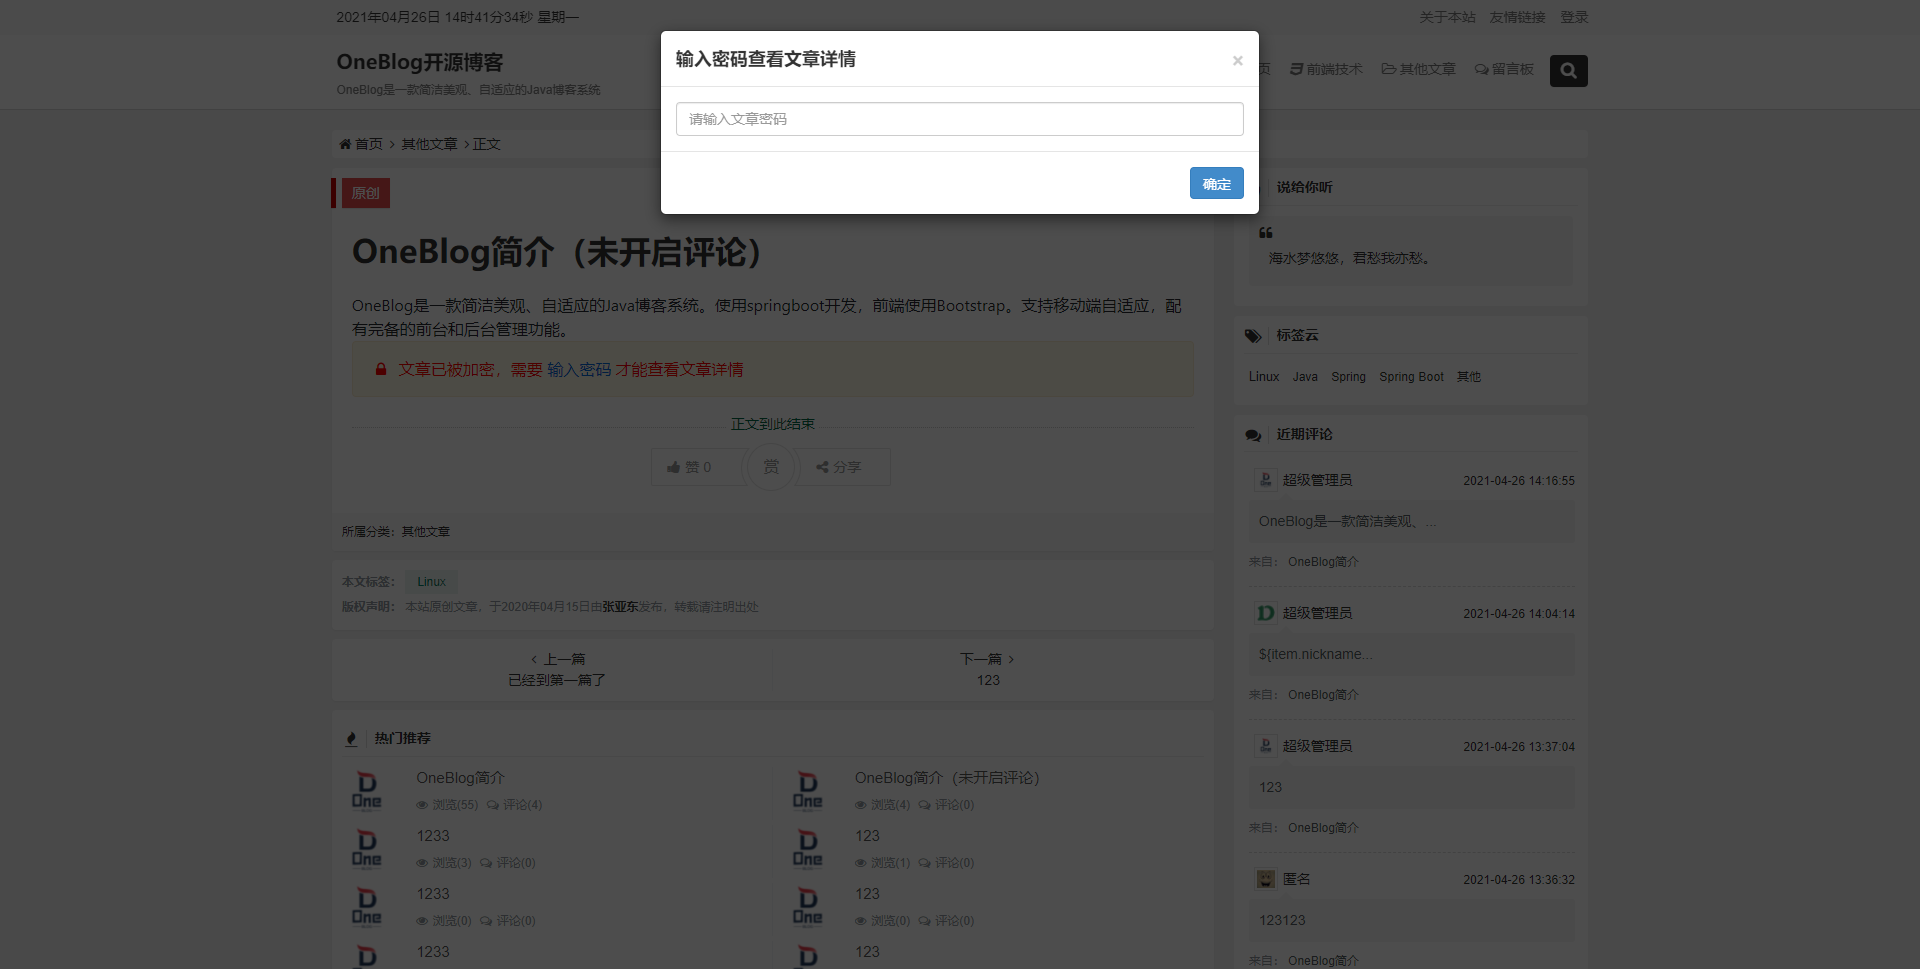 2021年04月26日 14时41分34秒 星期一
关于本站 友情链接 登录
OneBlog开源博客
OneBlog是一款简洁美观、自适应的Java博客系统
页 前端技术 其他文章 留言板
输入密码查看文章详情 ×
请输入文章密码
确定
首页 > 其他文章 > 正文
原创
OneBlog简介（未开启评论）
OneBlog是一款简洁美观、自适应的Java博客系统。使用springboot开发，前端使用Bootstrap。支持移动端自适应，配
有完备的前台和后台管理功能。
文章已被加密，需要 输入密码 才能查看文章详情
正文到此结束
赞 0 赏 分享
所属分类：其他文章
本文标签： Linux
版权声明： 本站原创文章，于2020年04月15日由张亚东发布，转载请注明出处
< 上一篇
已经到第一篇了
下一篇 >
123
热门推荐
OneBlog简介
浏览(55) 评论(4)
OneBlog简介（未开启评论）
浏览(4) 评论(0)
1233
浏览(3) 评论(0)
123
浏览(1) 评论(0)
1233
浏览(0) 评论(0)
123
浏览(0) 评论(0)
1233
123
D One
D One
D One
D One
D One
D One
D
D
说给你听
海水梦悠悠，君愁我亦愁。
标签云
Linux Java Spring Spring Boot 其他
近期评论
超级管理员 2021-04-26 14:16:55
OneBlog是一款简洁美观、...
来自： OneBlog简介
超级管理员 2021-04-26 14:04:14
${item.nickname...
来自： OneBlog简介
超级管理员 2021-04-26 13:37:04
123
来自： OneBlog简介
匿名 2021-04-26 13:36:32
123123
来自： OneBlog简介